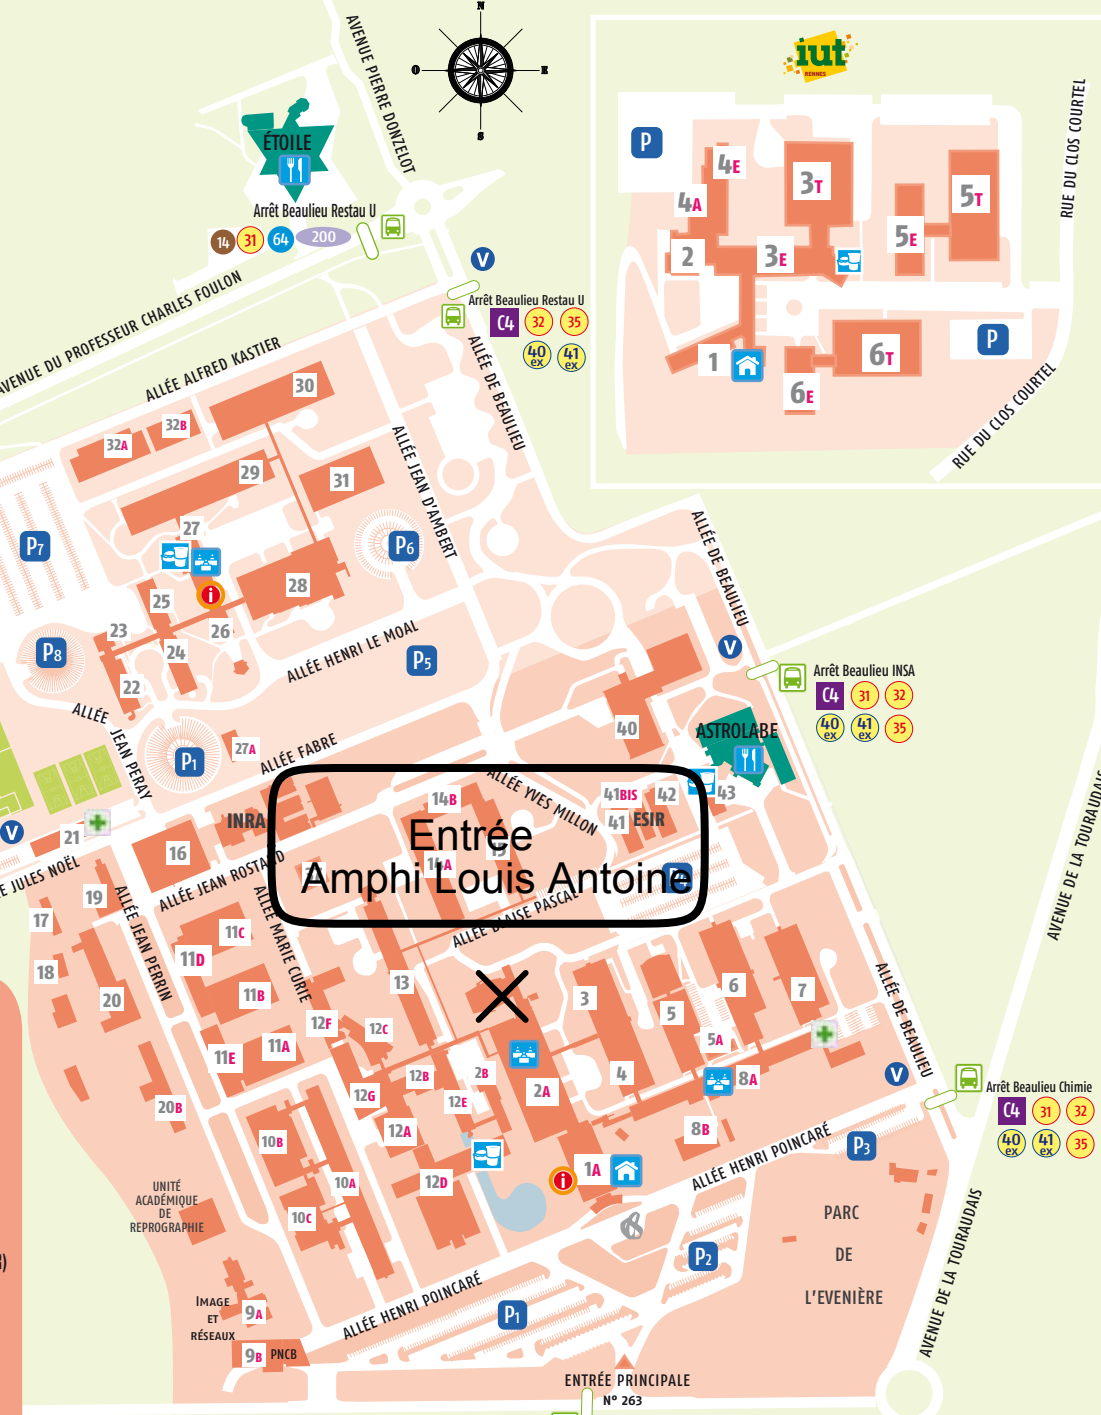 N
O
E
S
AVENUE PIERRE DONZELOT
iut
RENNES
P
4E
3T
5T
4A
5E
2
3E
P
1
6T
6E
RUE DU CLOS COURTEL
RUE DU CLOS COURTEL
ÉTOILE
Arrêt Beaulieu Restau U
14 31 64 200
V
Arrêt Beaulieu Restau U
C4 32 35
40 ex 41 ex
AVENUE DU PROFESSEUR CHARLES FOULON
ALLÉE ALFRED KASTIER
ALLÉE DE BEAULIEU
30
32B
32A
29
31
ALLÉE JEAN D'AMBERT
27
P7
P6
i
28
25
23
26
24
P8
22
ALLÉE HENRI LE MOAL
P5
ALLÉE DE BEAULIEU
V
Arrêt Beaulieu INSA
C4 31 32
40 ex 41 ex 35
ALLÉE JEAN PERAY
27A
P1
ALLÉE FABRE
40
ASTROLABE
ALLÉE YVES MILLON
41BIS
42
43
41
ESIR
14B
INRA
Entrée
Amphi Louis Antoine
14A
15
V
21
16
E JULES NOËL
ALLÉE JEAN ROSTAND
ALLÉE BLAISE PASCAL
AVENUE DE LA TOURAUDAIS
19
17
18
20
ALLÉE JEAN PERRIN
ALLÉE MARIE CURIE
11C
11D
11B
11A
11E
12F
12C
13
3
5
6
7
5A
4
ALLÉE DE BEAULIEU
V
Arrêt Beaulieu Chimie
C4 31 32
40 ex 41 ex 35
12B
2B
2A
12G
12E
12A
8A
8B
20B
10B
10A
10C
12D
i
1A
ALLÉE HENRI POINCARÉ
P3
UNITÉ
ACADÉMIQUE
DE
REPROGRAPHIE
PARC
DE
L'EVENIÈRE
P2
P1
ALLÉE HENRI POINCARÉ
AVENUE DE LA TOURAUDAIS
IMAGE
ET
RÉSEAUX
9A
9B
PNCB
ENTRÉE PRINCIPALE
Nº 263